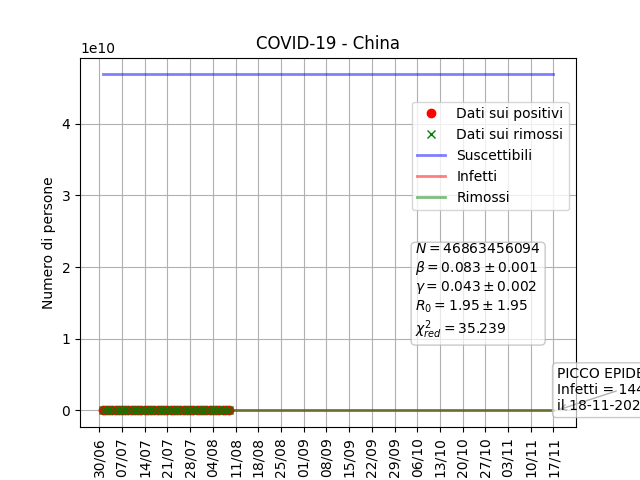 COVID-19 - China
1e10
Numero di persone
4
3
2
1
0
Dati sui positivi
Dati sui rimossi
Suscettibili
Infetti
Rimossi
N = 46863456094
β = 0.083 ± 0.001
γ = 0.043 ± 0.002
R₀ = 1.95 ± 1.95
χ²red = 35.239
PICCO EPIDE
Infetti = 144
il 18-11-202
30/06
07/07
14/07
21/07
28/07
04/08
11/08
18/08
25/08
01/09
08/09
15/09
22/09
29/09
06/10
13/10
20/10
27/10
03/11
10/11
17/11